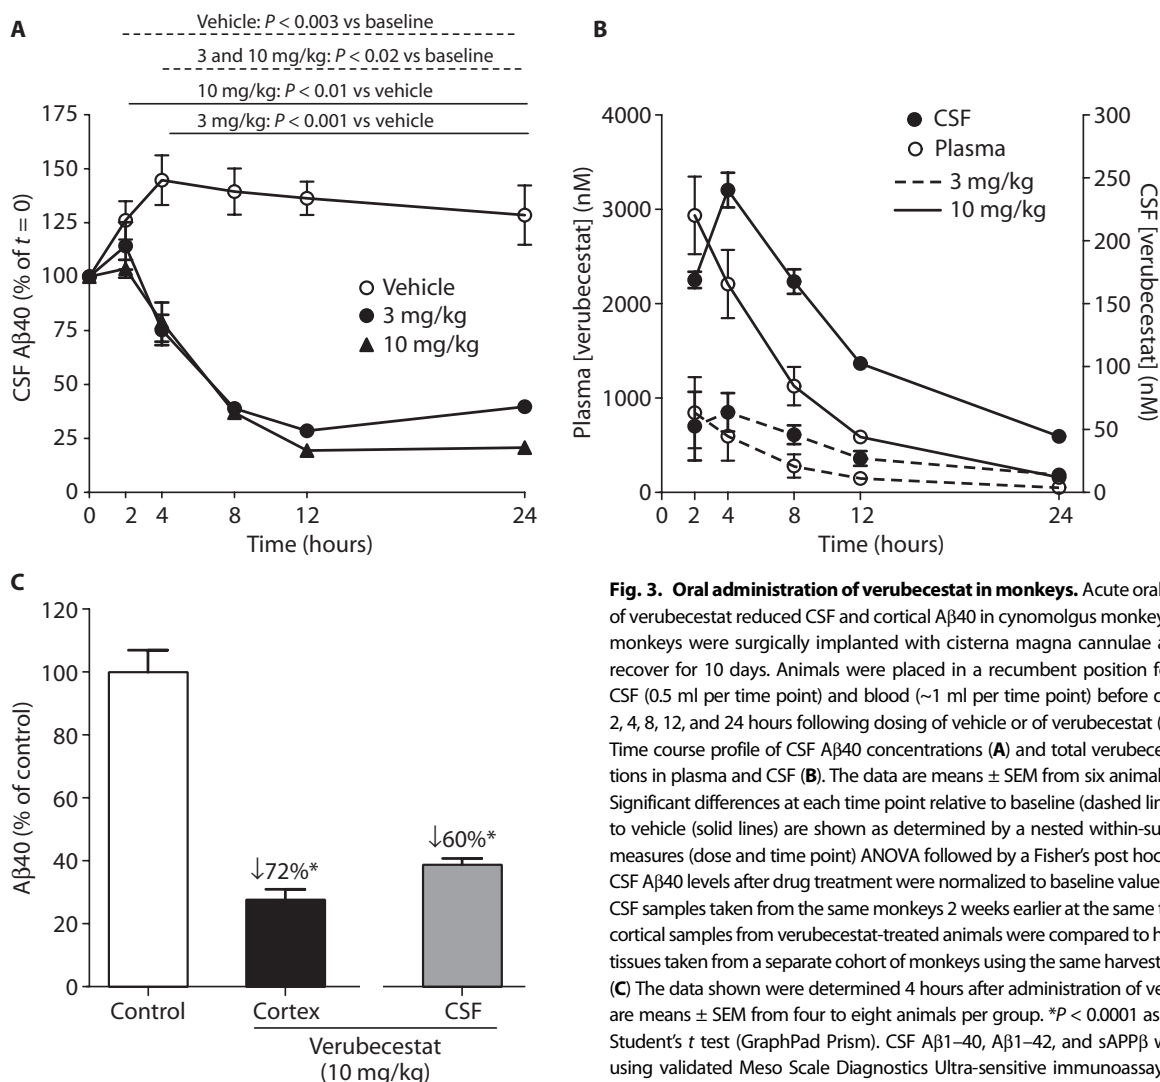 A
Vehicle: P < 0.003 vs baseline
3 and 10 mg/kg: P < 0.02 vs baseline
10 mg/kg: P < 0.01 vs vehicle
3 mg/kg: P < 0.001 vs vehicle
175
150
125
100
75
50
25
0
CSF Aβ40 (% of t = 0)
Vehicle
3 mg/kg
10 mg/kg
0 2 4 8 12 24
Time (hours)
B
4000
3000
2000
1000
0
Plasma [verubecestat] (nM)
CSF
Plasma
3 mg/kg
10 mg/kg
300
250
200
150
100
50
0
CSF [verubecestat] (nM)
0 2 4 8 12 24
Time (hours)
C
120
100
80
60
40
20
0
Aβ40 (% of control)
↓72%*
↓60%*
Control Cortex CSF
Verubecestat
(10 mg/kg)
Fig. 3. Oral administration of verubecestat in monkeys. Acute oral
of verubecestat reduced CSF and cortical Aβ40 in cynomolgus monkey
monkeys were surgically implanted with cisterna magna cannulae a
recover for 10 days. Animals were placed in a recumbent position f
CSF (0.5 ml per time point) and blood (~1 ml per time point) before
2, 4, 8, 12, and 24 hours following dosing of vehicle or of verubecestat (
Time course profile of CSF Aβ40 concentrations (A) and total verubece
tions in plasma and CSF (B). The data are means ± SEM from six animal
Significant differences at each time point relative to baseline (dashed lin
to vehicle (solid lines) are shown as determined by a nested within-su
measures (dose and time point) ANOVA followed by a Fisher's post hoc
CSF Aβ40 levels after drug treatment were normalized to baseline value
CSF samples taken from the same monkeys 2 weeks earlier at the same t
cortical samples from verubecestat-treated animals were compared to h
tissues taken from a separate cohort of monkeys using the same harvest
(C) The data shown were determined 4 hours after administration of ve
are means ± SEM from four to eight animals per group. *P < 0.0001 as
Student's t test (GraphPad Prism). CSF Aβ1–40, Aβ1–42, and sAPPβ w
using validated Meso Scale Diagnostics Ultra-sensitive immunoassay